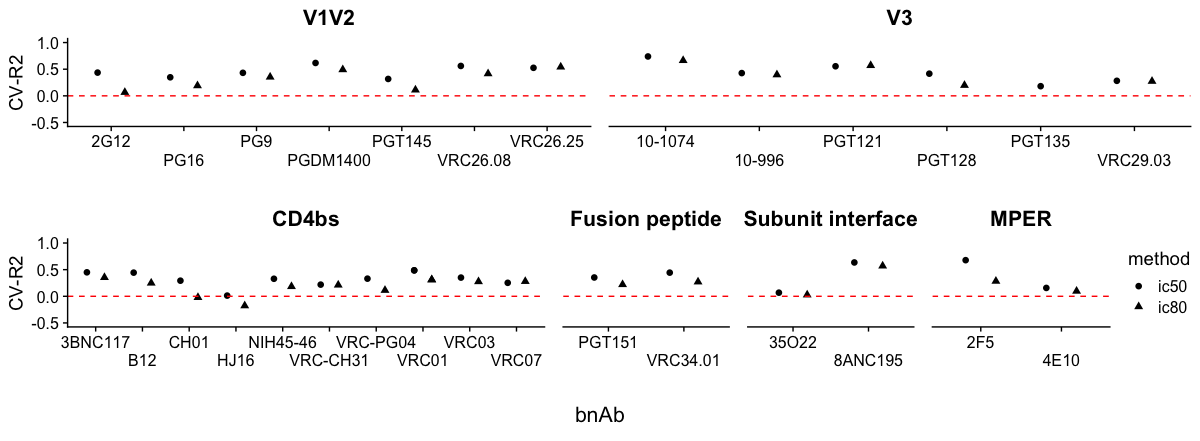 V1V2 V3
CV-R2
1.0
0.5
0.0
-0.5
2G12 PG9 PGT145 VRC26.25 10-1074 PGT121 PGT135
PG16 PGDM1400 VRC26.08 10-996 PGT128 VRC29.03
CD4bs Fusion peptide Subunit interface MPER
CV-R2
1.0
0.5
0.0
-0.5
3BNC117 CH01 NIH45-46 VRC-PG04 VRC03 PGT151 35O22 2F5
B12 HJ16 VRC-CH31 VRC01 VRC07 VRC34.01 8ANC195 4E10
method
ic50
ic80
bnAb